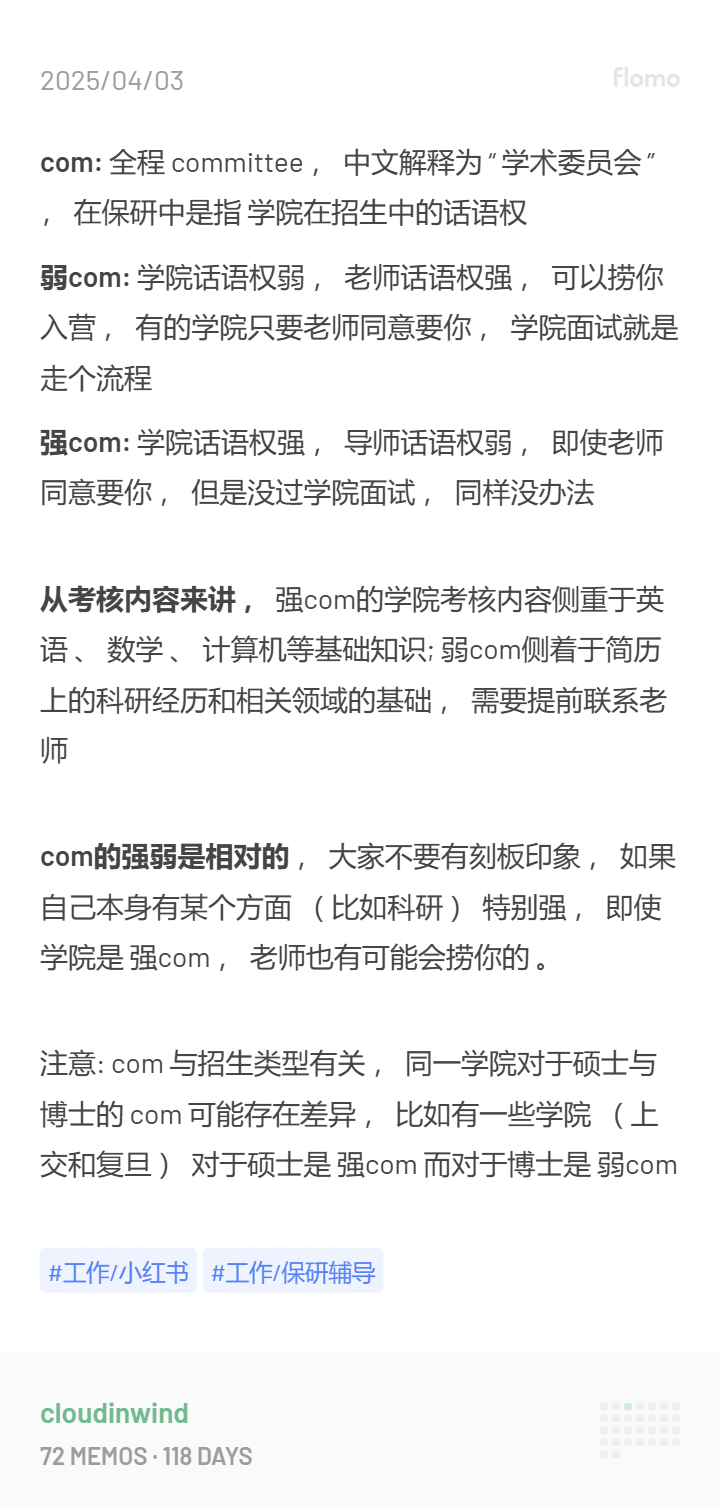 2025/04/03
flomo
com: 全程 committee ， 中文解释为 “ 学术委员会 ”
， 在保研中是指 学院在招生中的话语权
弱com: 学院话语权弱 ， 老师话语权强 ， 可以捞你
入营 ， 有的学院只要老师同意要你 ， 学院面试就是
走个流程
强com: 学院话语权强 ， 导师话语权弱 ， 即使老师
同意要你 ， 但是没过学院面试 ， 同样没办法
从考核内容来讲 ， 强com的学院考核内容侧重于英
语 、 数学 、 计算机等基础知识; 弱com侧着于简历
上的科研经历和相关领域的基础 ， 需要提前联系老
师
com的强弱是相对的 ， 大家不要有刻板印象 ， 如果
自己本身有某个方面 （ 比如科研 ） 特别强 ， 即使
学院是 强com ， 老师也有可能会捞你的 。
注意: com 与招生类型有关 ， 同一学院对于硕士与
博士的 com 可能存在差异 ， 比如有一些学院 （ 上
交和复旦 ） 对于硕士是 强com 而对于博士是 弱com
#工作/小红书 #工作/保研辅导
cloudinwind
72 MEMOS · 118 DAYS